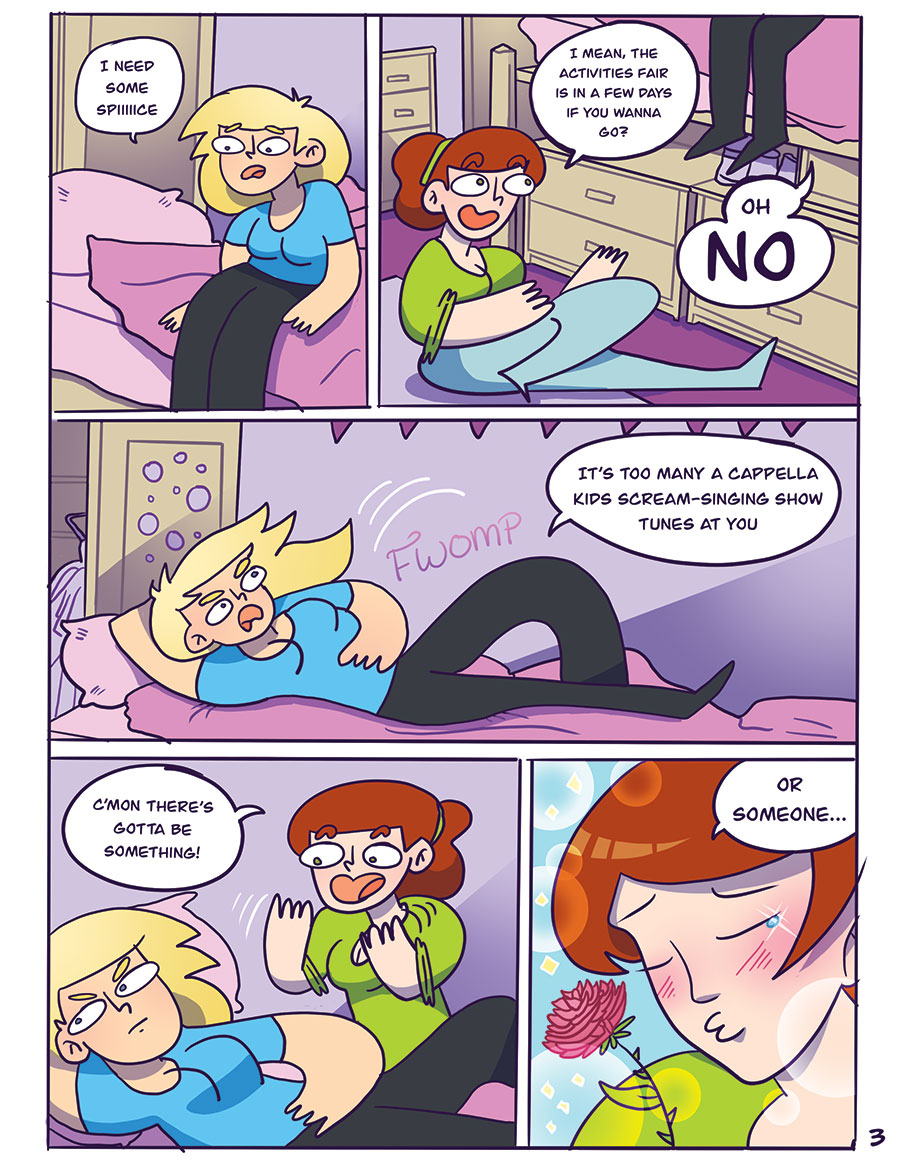 I NEED
SOME
SPIIIIICE
I MEAN, THE
ACTIVITIES FAIR
IS IN A FEW DAYS
IF YOU WANNA
GO?
OH
NO
IT'S TOO MANY A CAPPELLA
KIDS SCREAM-SINGING SHOW
TUNES AT YOU
FWOMP
C'MON THERE'S
GOTTA BE
SOMETHING!
OR
SOMEONE...
3